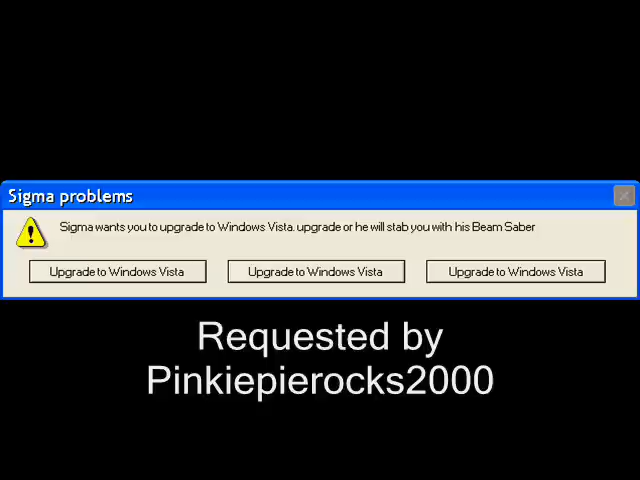 Sigma problems
Sigma wants you to upgrade to Windows Vista. upgrade or he will stab you with his Beam Saber
Upgrade to Windows Vista
Upgrade to Windows Vista
Upgrade to Windows Vista
Requested by
Pinkiepierocks2000